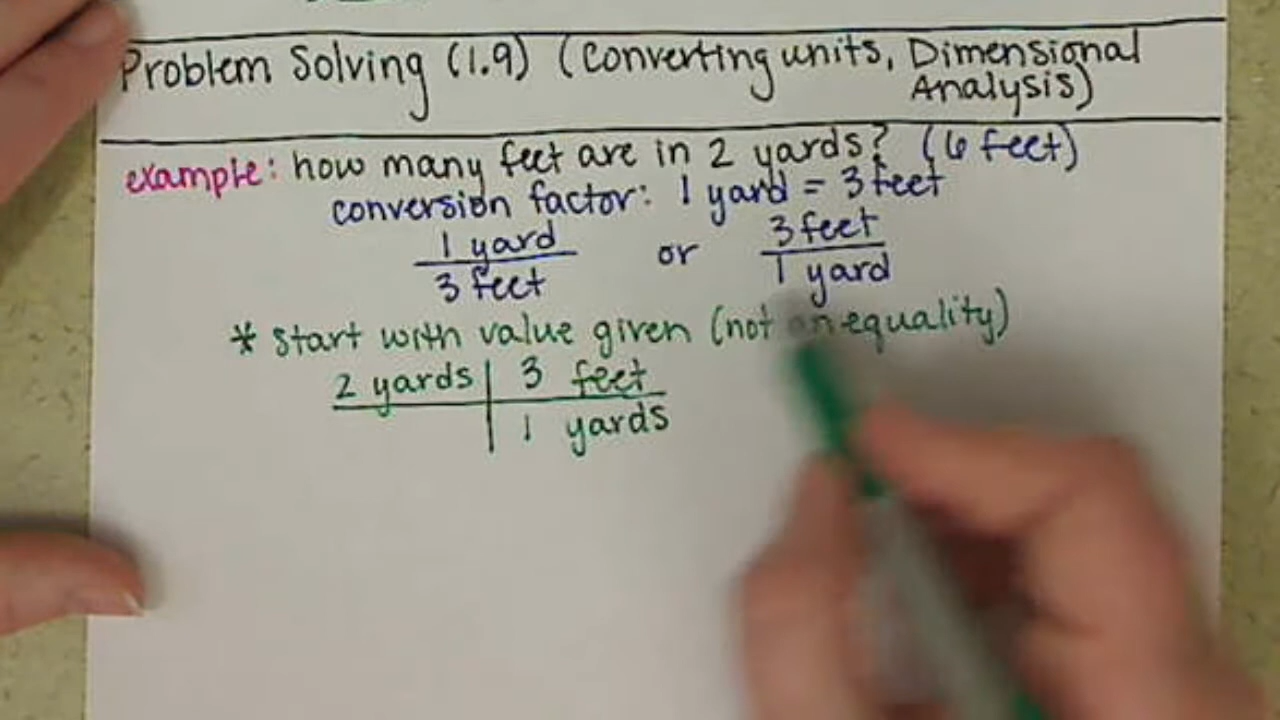 Problem Solving (1.9) (Converting units, Dimensional
Analysis)
example: how many feet are in 2 yards? (6 feet)
conversion factor: 1 yard = 3 feet
1 yard or 3 feet
3 feet 1 yard
* start with value given (not an equality)
2 yards 3 feet
1 yards